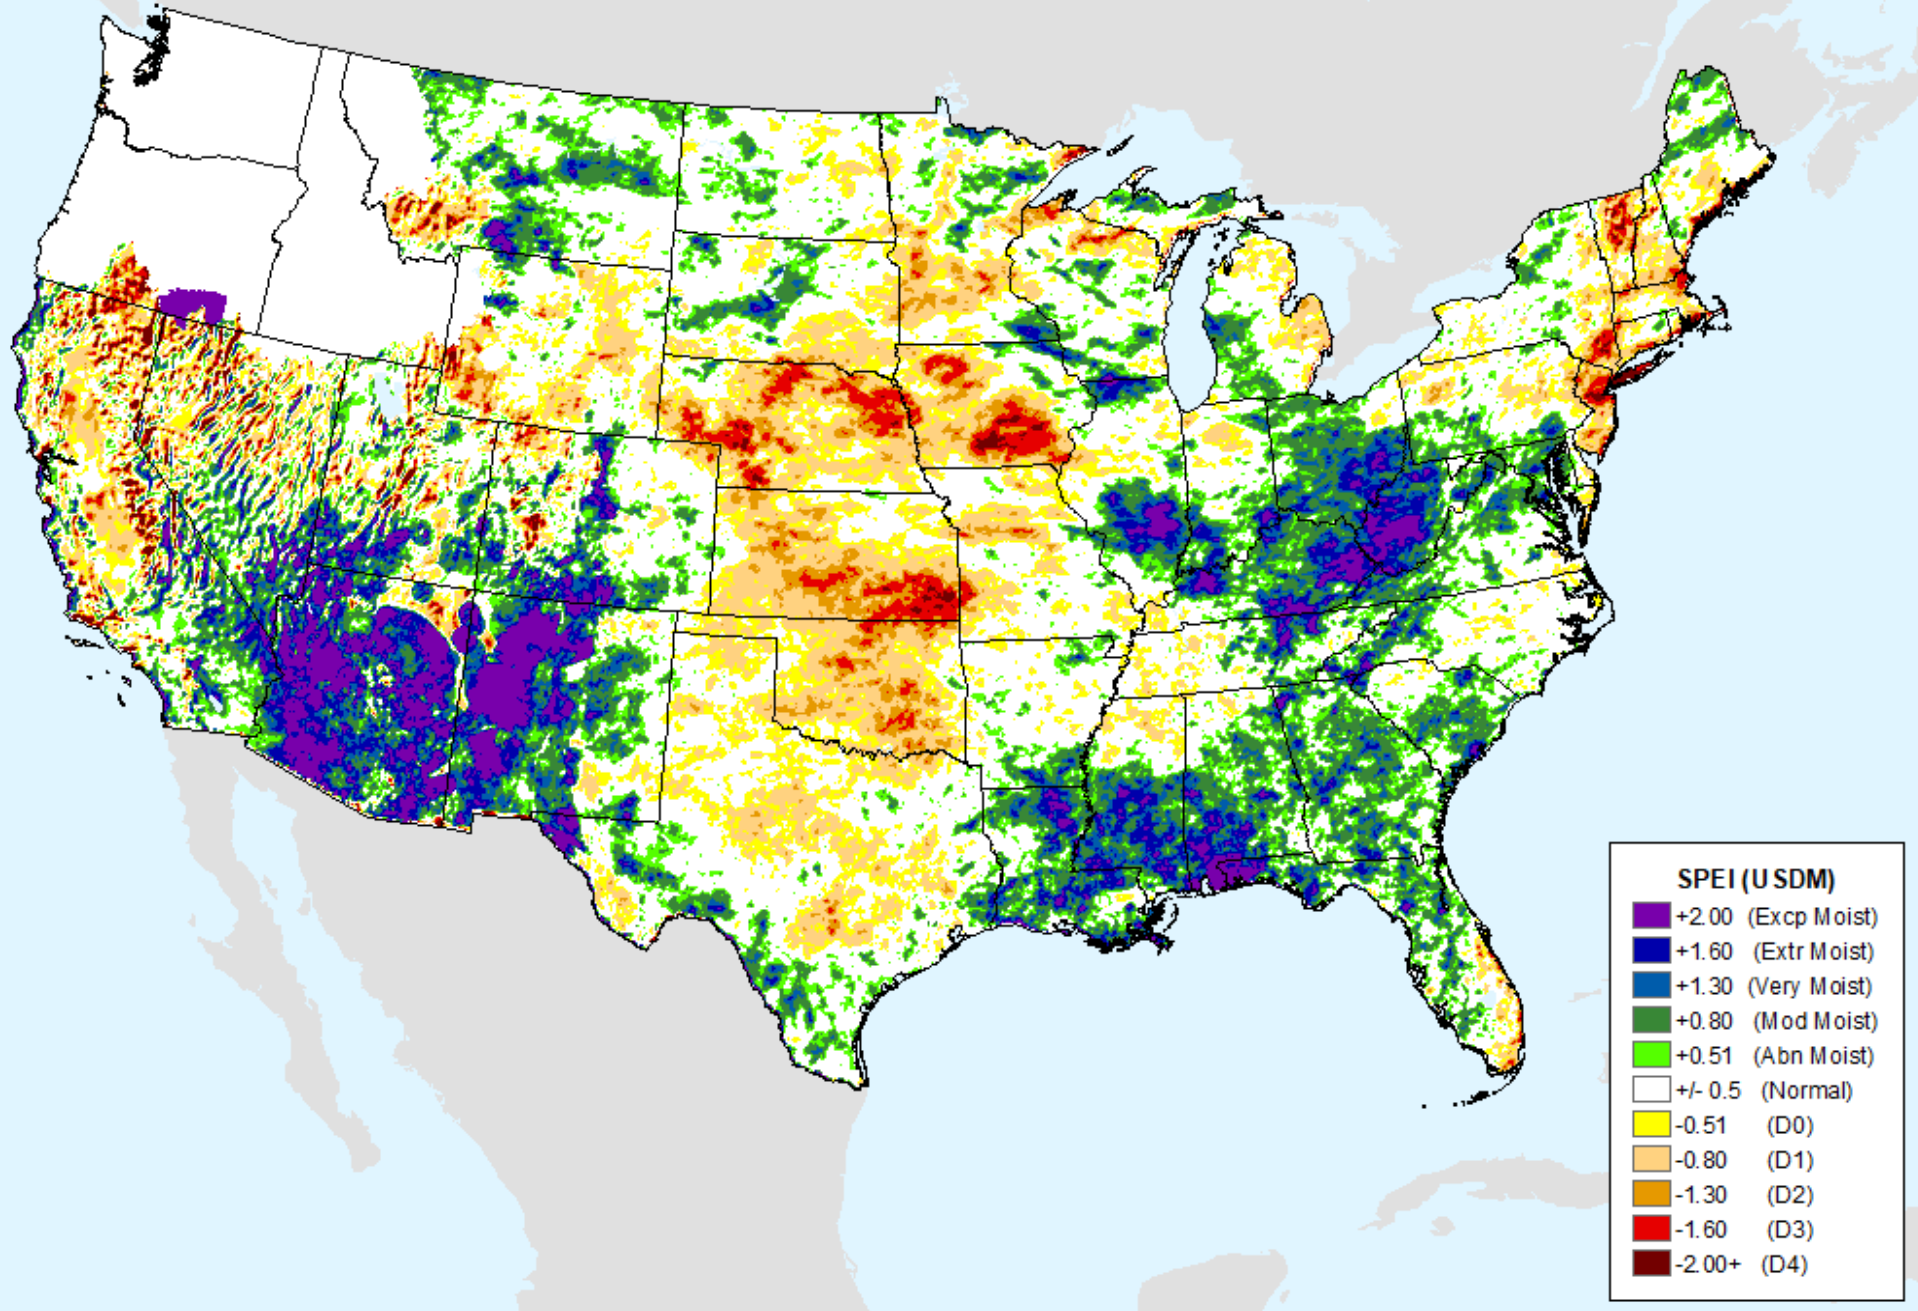 SPEI (USDM)
+2.00 (Excp Moist)
+1.60 (Extr Moist)
+1.30 (Very Moist)
+0.80 (Mod Moist)
+0.51 (Abn Moist)
+/- 0.5 (Normal)
-0.51 (D0)
-0.80 (D1)
-1.30 (D2)
-1.60 (D3)
-2.00+ (D4)